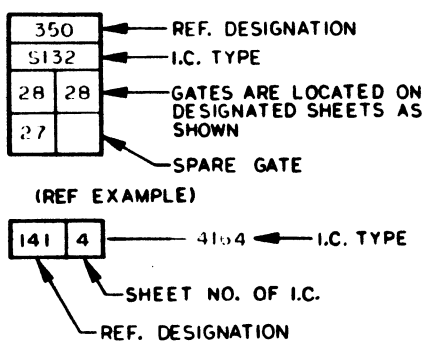 350 REF. DESIGNATION
S132 I.C. TYPE
28 28 GATES ARE LOCATED ON
DESIGNATED SHEETS AS
27 SHOWN
SPARE GATE
(REF EXAMPLE)
141 4 4164 I.C. TYPE
SHEET NO. OF I.C.
REF. DESIGNATION